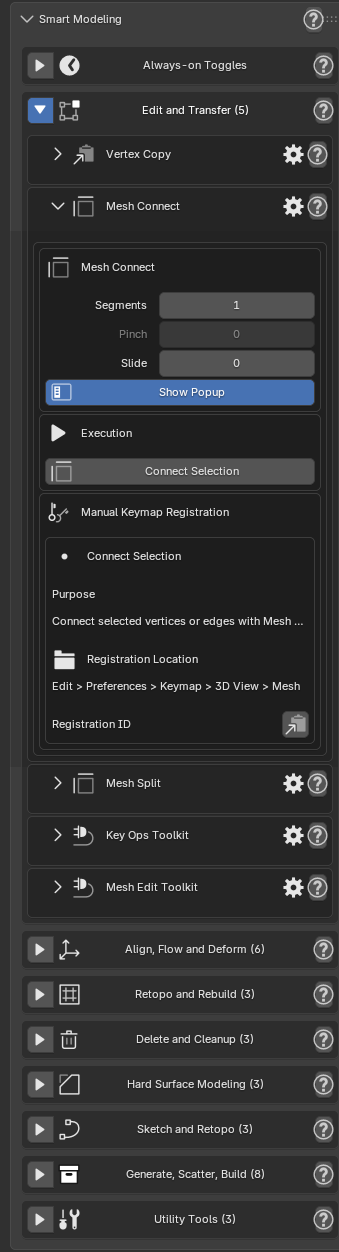 Smart Modeling
Always-on Toggles
Edit and Transfer (5)
Vertex Copy
Mesh Connect
Mesh Connect
Segments 1
Pinch 0
Slide 0
Show Popup
Execution
Connect Selection
Manual Keymap Registration
Connect Selection
Purpose
Connect selected vertices or edges with Mesh ...
Registration Location
Edit > Preferences > Keymap > 3D View > Mesh
Registration ID
Mesh Split
Key Ops Toolkit
Mesh Edit Toolkit
Align, Flow and Deform (6)
Retopo and Rebuild (3)
Delete and Cleanup (3)
Hard Surface Modeling (3)
Sketch and Retopo (3)
Generate, Scatter, Build (8)
Utility Tools (3)